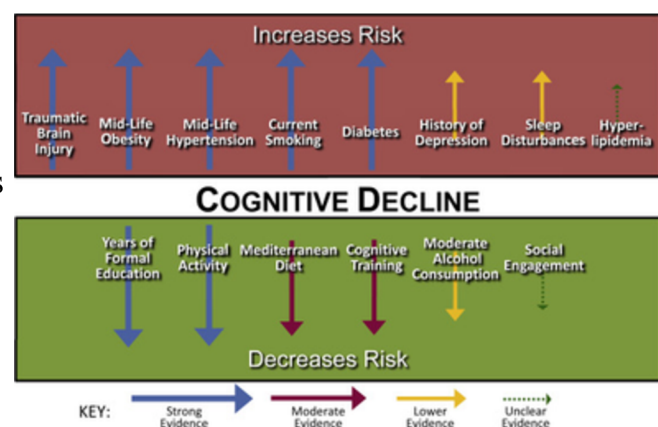 Increases Risk
Traumatic
Brain
Injury
Mid-Life
Obesity
Mid-Life
Hypertension
Current
Smoking
Diabetes
History of
Depression
Sleep
Disturbances
Hyper-
lipidemia
s
COGNITIVE DECLINE
Years of
Formal
Education
Physical
Activity
Mediterranean
Diet
Cognitive
Training
Moderate
Alcohol
Consumption
Social
Engagement
Decreases Risk
KEY:
Strong
Evidence
Moderate
Evidence
Lower
Evidence
Unclear
Evidence